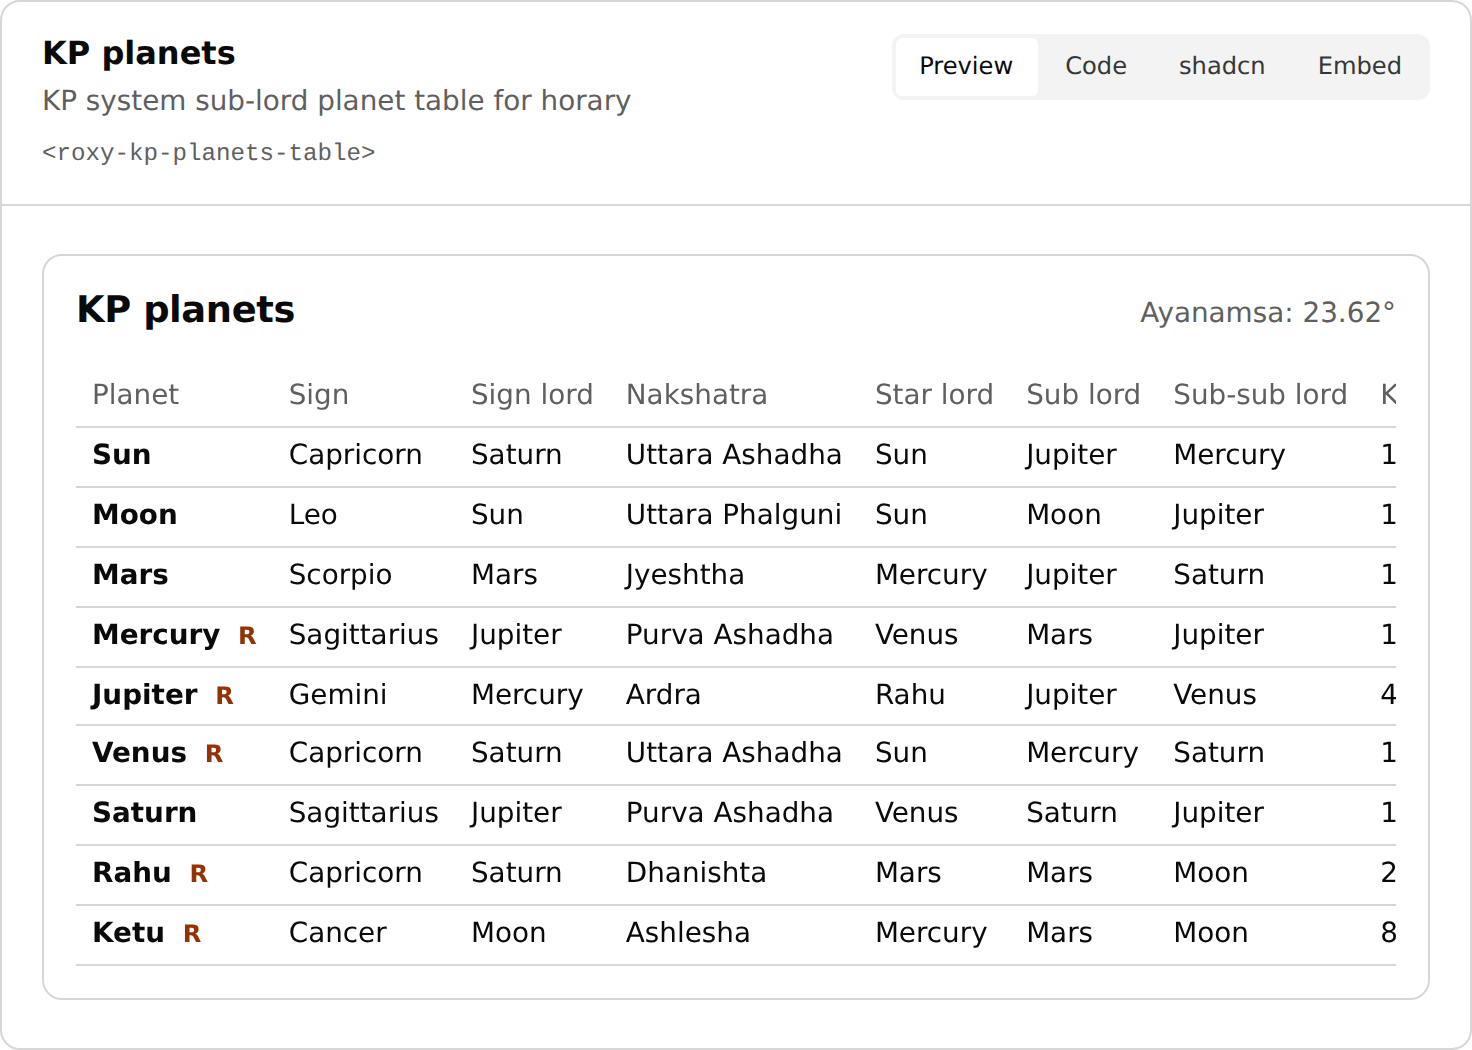 KP planets
Preview Code shadcn Embed
KP system sub-lord planet table for horary
<roxy-kp-planets-table>
KP planets
Ayanamsa: 23.62°
Planet Sign Sign lord Nakshatra Star lord Sub lord Sub-sub lord K
Sun Capricorn Saturn Uttara Ashadha Sun Jupiter Mercury 1
Moon Leo Sun Uttara Phalguni Sun Moon Jupiter 1
Mars Scorpio Mars Jyeshtha Mercury Jupiter Saturn 1
Mercury R Sagittarius Jupiter Purva Ashadha Venus Mars Jupiter 1
Jupiter R Gemini Mercury Ardra Rahu Jupiter Venus 4
Venus R Capricorn Saturn Uttara Ashadha Sun Mercury Saturn 1
Saturn Sagittarius Jupiter Purva Ashadha Venus Saturn Jupiter 1
Rahu R Capricorn Saturn Dhanishta Mars Mars Moon 2
Ketu R Cancer Moon Ashlesha Mercury Mars Moon 8